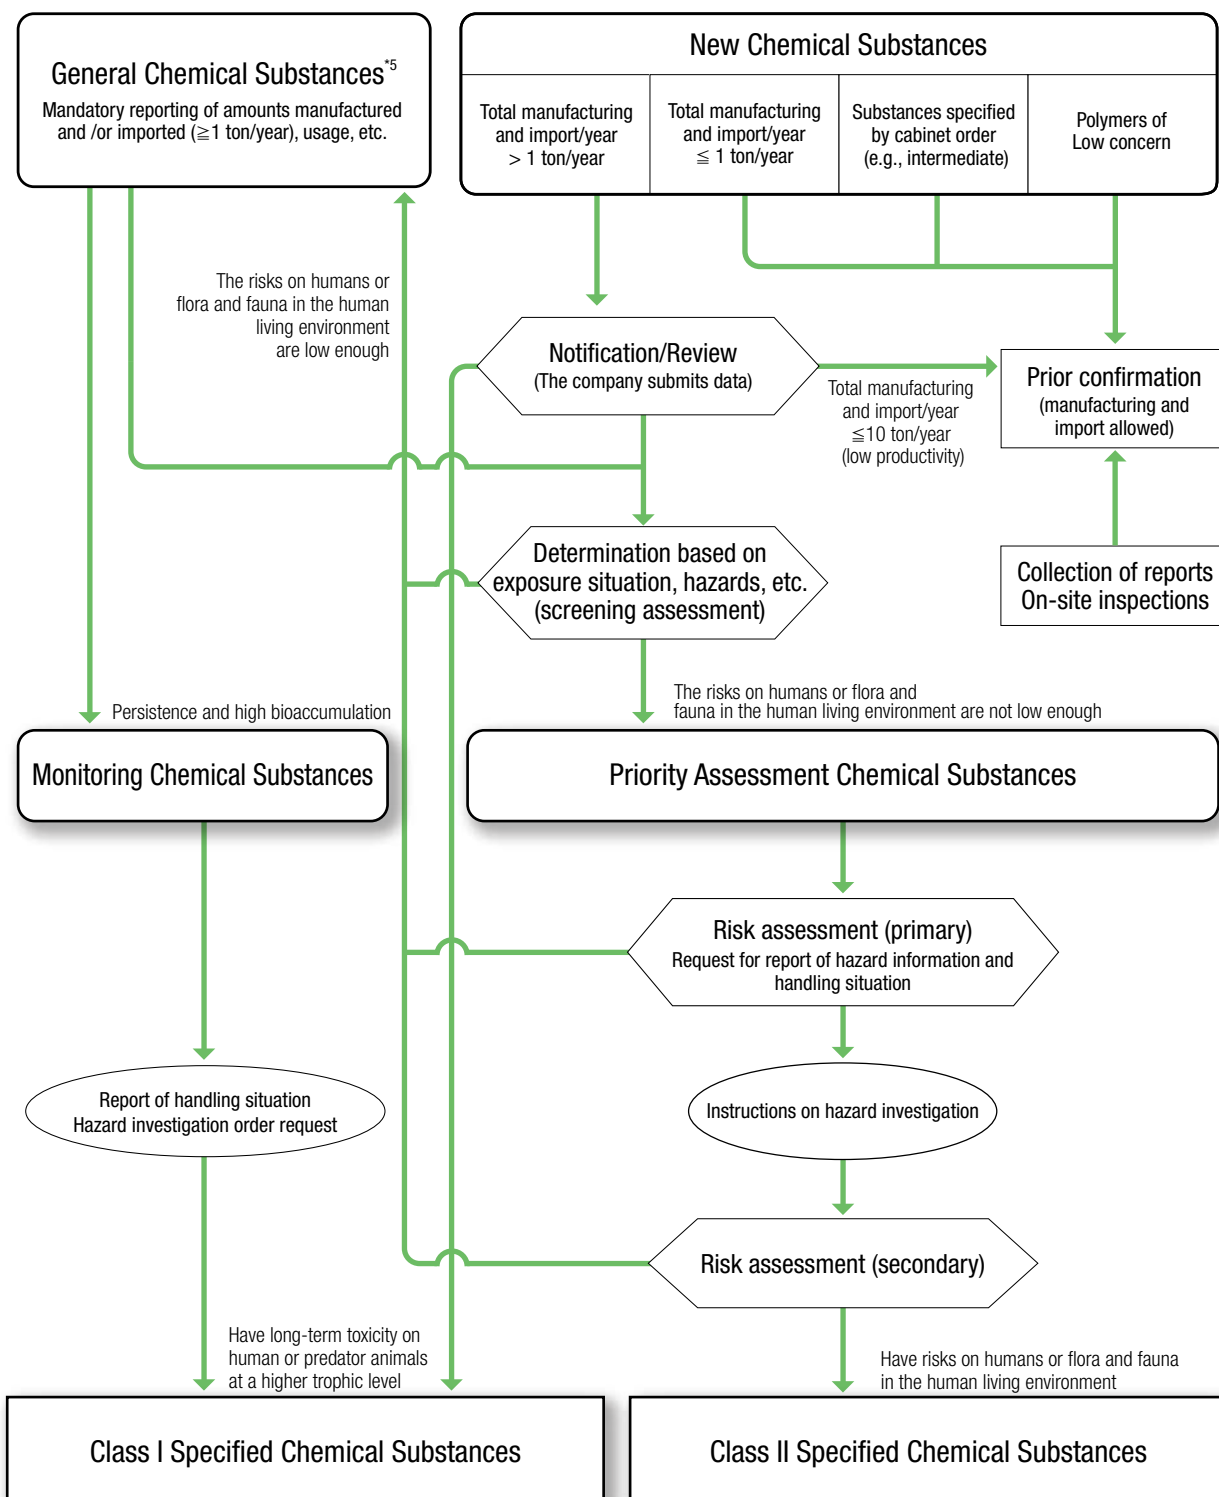 General Chemical Substances*5
Mandatory reporting of amounts manufactured
and /or imported (≧1 ton/year), usage, etc.
New Chemical Substances
Total manufacturing
and import/year
> 1 ton/year
Total manufacturing
and import/year
≦ 1 ton/year
Substances specified
by cabinet order
(e.g., intermediate)
Polymers of
Low concern
The risks on humans or
flora and fauna in the human
living environment
are low enough
Notification/Review
(The company submits data)
Total manufacturing
and import/year
≦10 ton/year
(low productivity)
Prior confirmation
(manufacturing and
import allowed)
Determination based on
exposure situation, hazards, etc.
(screening assessment)
Collection of reports
On-site inspections
Persistence and high bioaccumulation
The risks on humans or flora and
fauna in the human living environment are not low enough
Monitoring Chemical Substances
Priority Assessment Chemical Substances
Risk assessment (primary)
Request for report of hazard information and
handling situation
Report of handling situation
Hazard investigation order request
Instructions on hazard investigation
Risk assessment (secondary)
Have long-term toxicity on
human or predator animals
at a higher trophic level
Have risks on humans or flora and fauna
in the human living environment
Class I Specified Chemical Substances
Class II Specified Chemical Substances